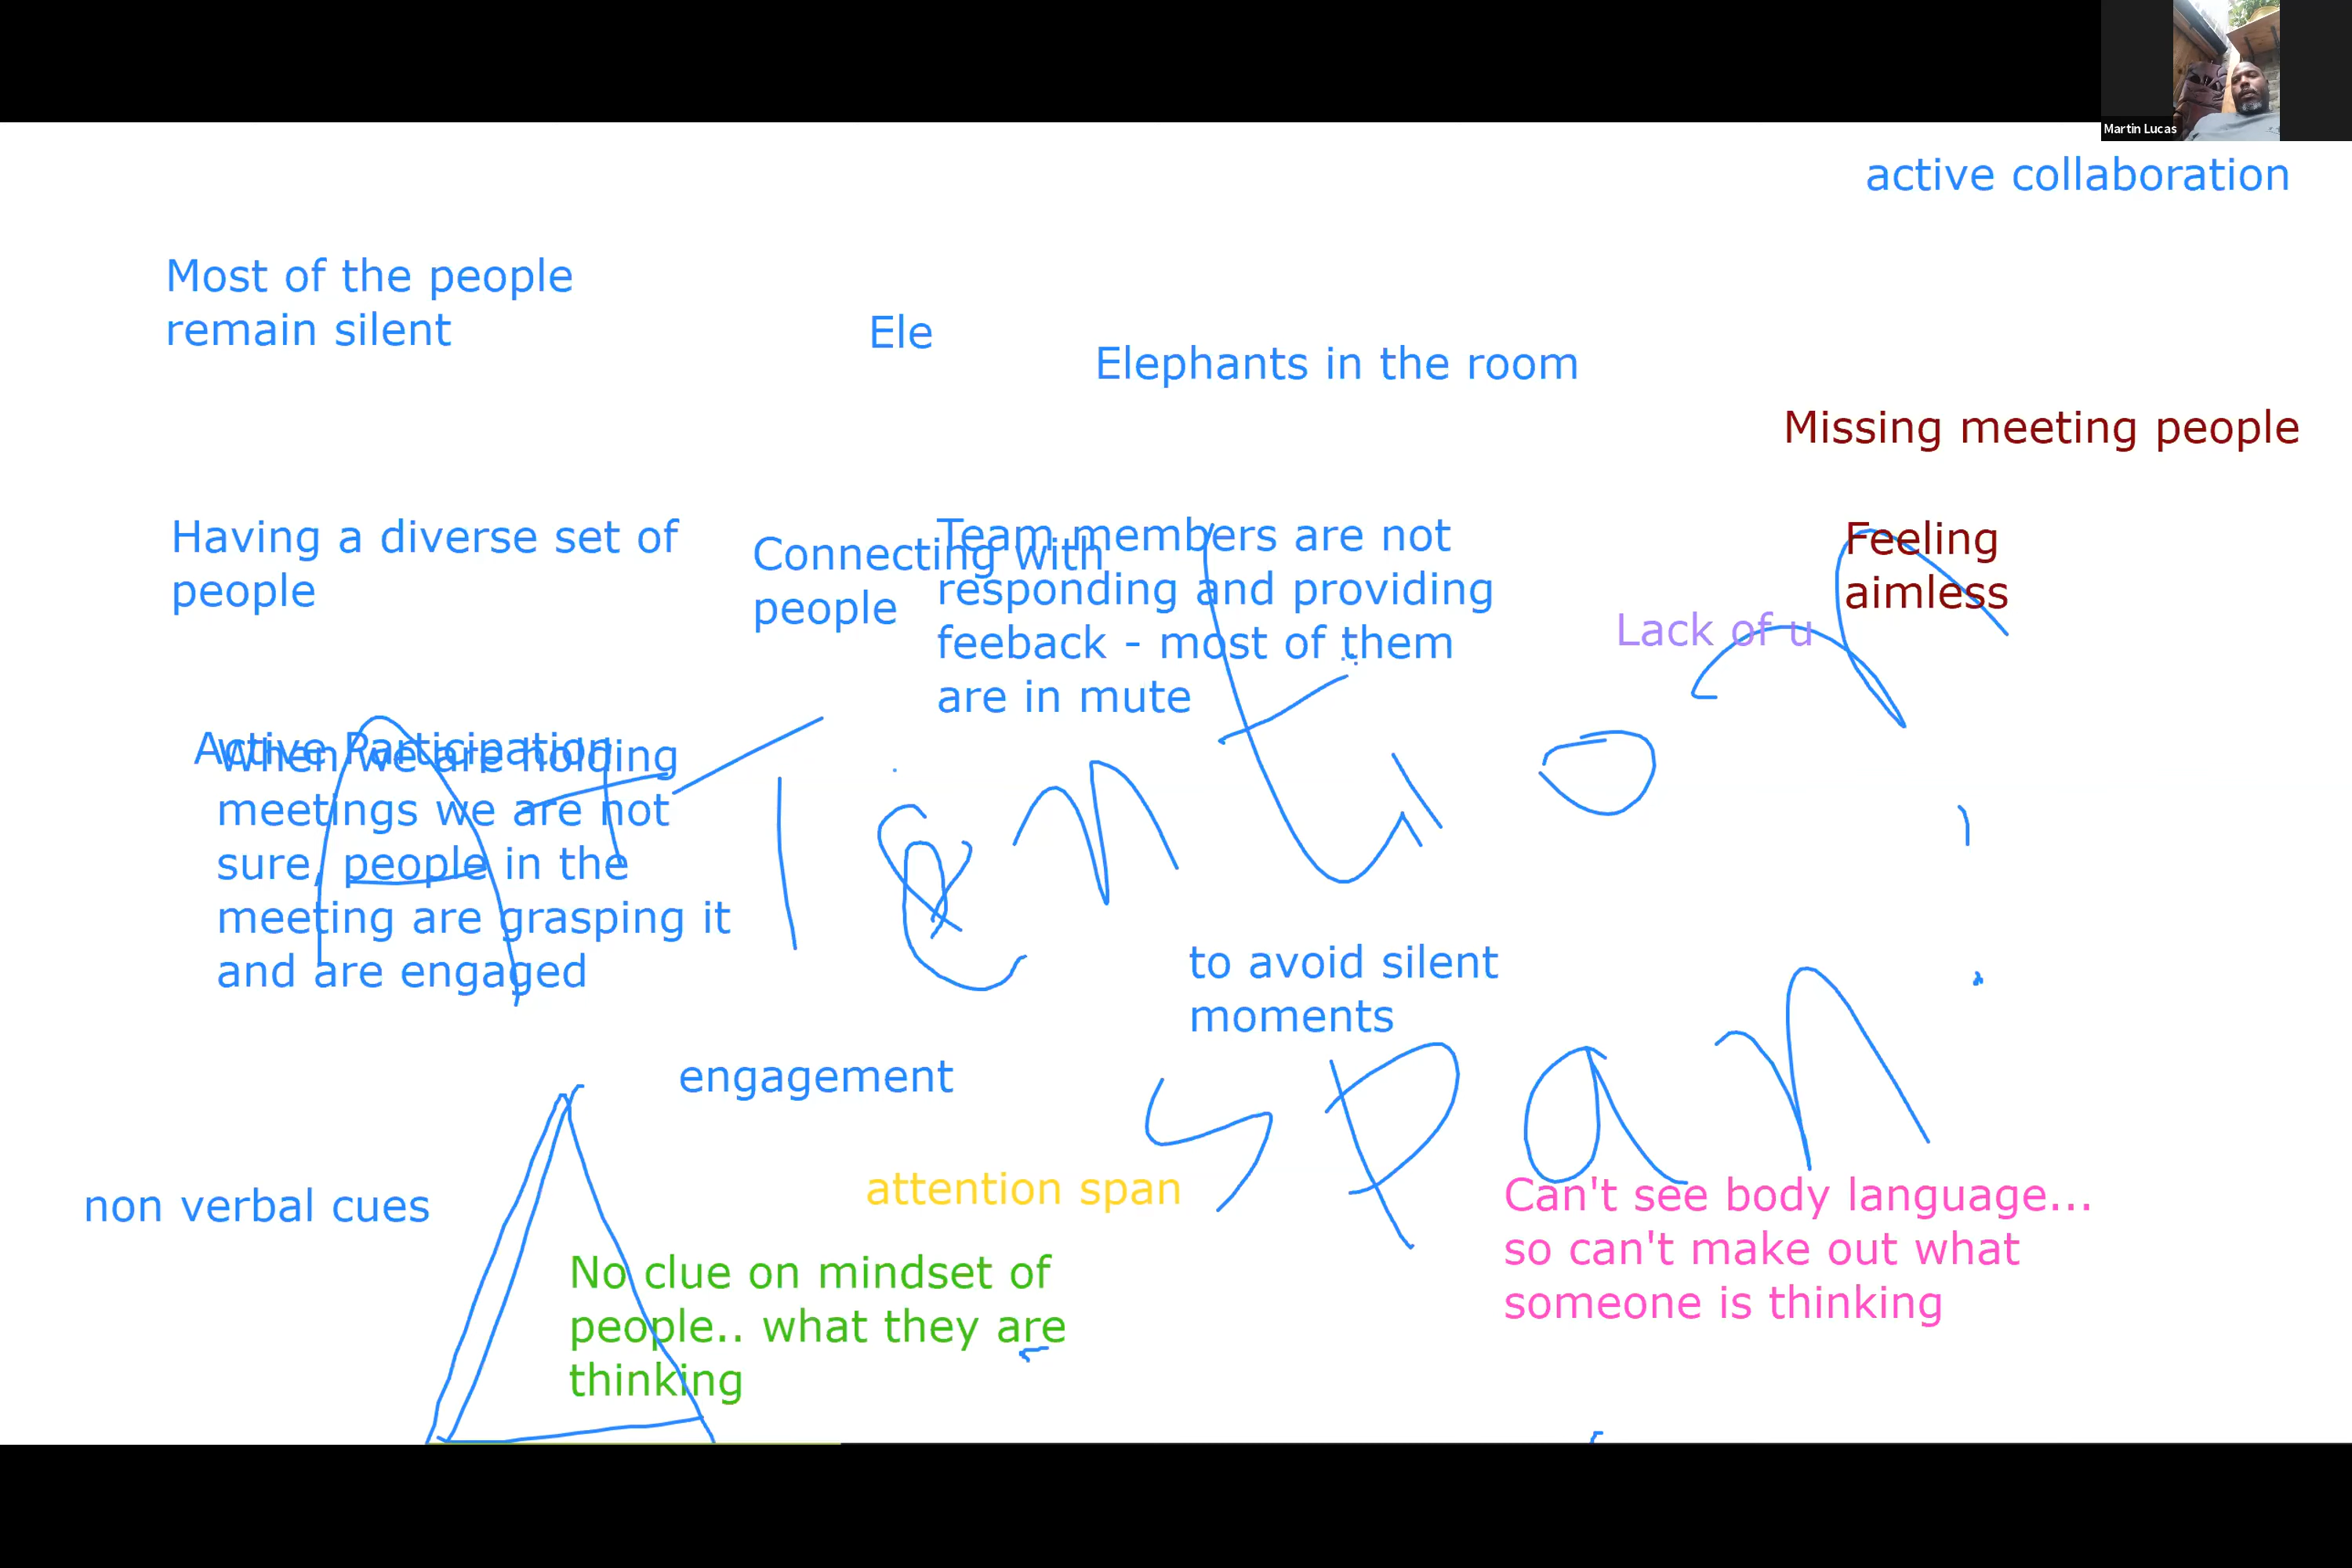 Martin Lucas
active collaboration
Most of the people
remain silent
Ele
Elephants in the room
Missing meeting people
Having a diverse set of
people
Connecting with
people
Team members are not
responding and providing
feeback - most of them
are in mute
Feeling
aimless
Lack of u
Active Participation
When we are holding
meetings we are not
sure, people in the
meeting are grasping it
and are engaged
Attention
to avoid silent
moments
engagement
span
non verbal cues
attention span
Can't see body language...
so can't make out what
someone is thinking
No clue on mindset of
people.. what they are
thinking